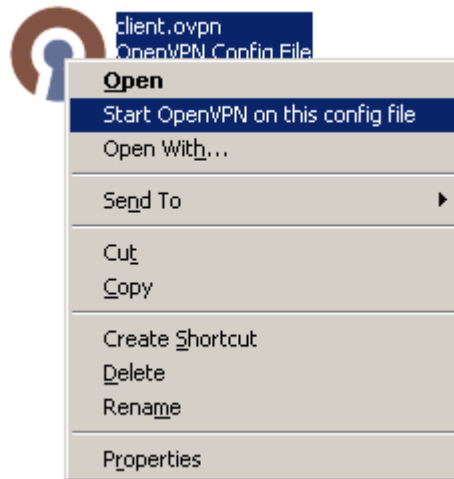 client.ovpn
OpenVPN Config File
Open
Start OpenVPN on this config file
Open With...
Send To
Cut
Copy
Create Shortcut
Delete
Rename
Properties